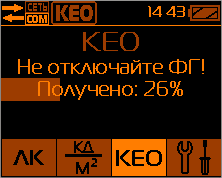 СЕТЬ COM КЕО 14 43
КЕО
Не отключайте ФГ!
Получено: 26%
ЛК КД/М² КЕО